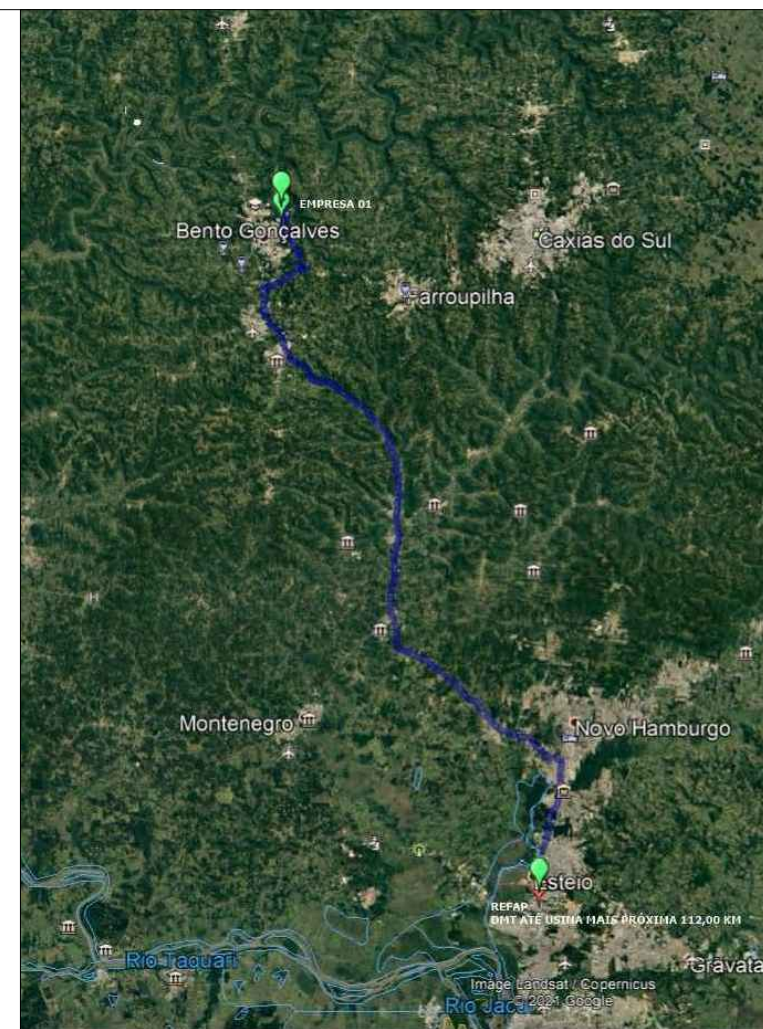 EMPRESA 01
Bento Gonçalves
Caxias do Sul
Farroupilha
Montenegro
Novo Hamburgo
Esteio
REFAP
DMT ATÉ USINA MAIS PRÓXIMA 112,00 KM
Rio Taquari
Gravata
Image Landsat / Copernicus
© 2021 Google
Rio Jacuí
H